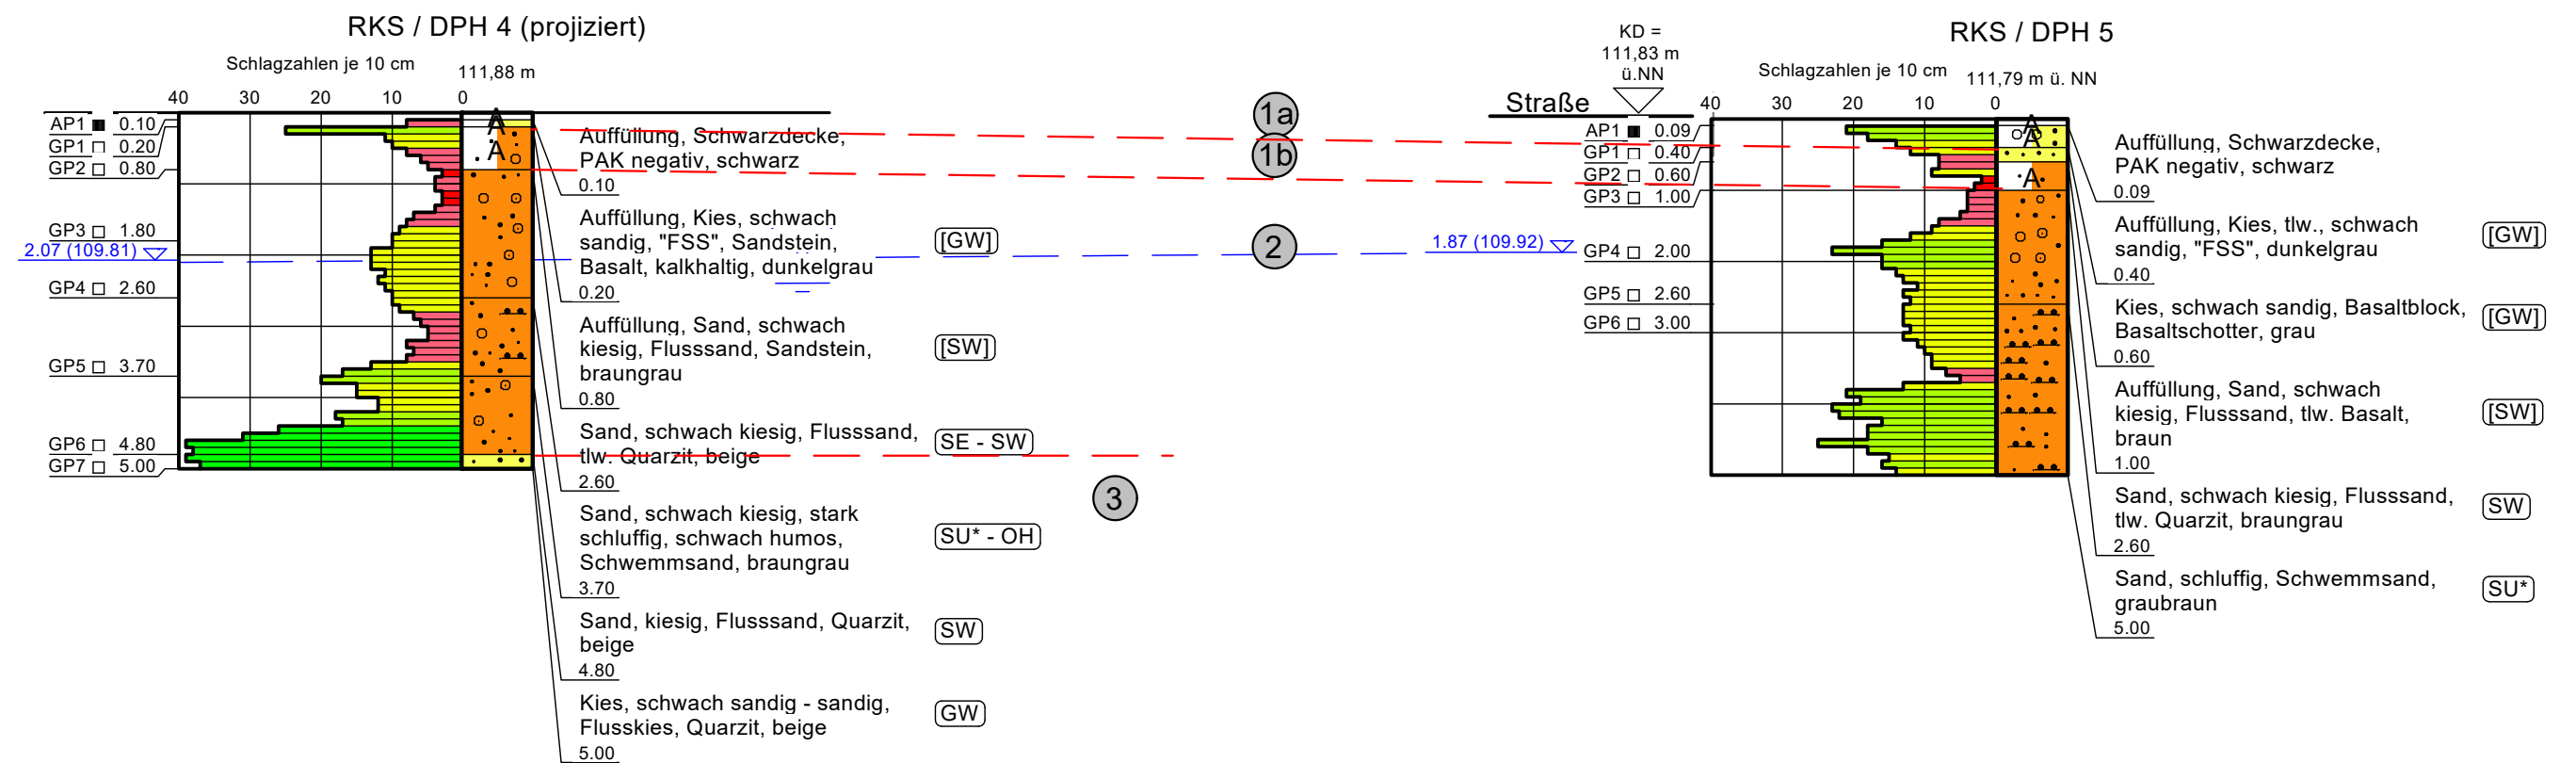 RKS / DPH 4 (projiziert)
Schlagzahlen je 10 cm
111,88 m
40 30 20 10 0
AP1 0.10
GP1 0.20
GP2 0.80
GP3 1.80
2.07 (109.81)
GP4 2.60
GP5 3.70
GP6 4.80
GP7 5.00
A
A
Auffüllung, Schwarzdecke,
PAK negativ, schwarz
0.10
Auffüllung, Kies, schwach
sandig, "FSS", Sandstein,
Basalt, kalkhaltig, dunkelgrau
[GW]
0.20
Auffüllung, Sand, schwach
kiesig, Flusssand, Sandstein,
braungrau
[SW]
0.80
Sand, schwach kiesig, Flusssand,
tlw. Quarzit, beige
SE - SW
2.60
Sand, schwach kiesig, stark
schluffig, schwach humos,
Schwemmsand, braungrau
SU* - OH
3.70
Sand, kiesig, Flusssand, Quarzit,
beige
SW
4.80
Kies, schwach sandig - sandig,
Flusskies, Quarzit, beige
GW
5.00
1a
1b
2
3
RKS / DPH 5
KD =
111,83 m
ü.NN
Straße
Schlagzahlen je 10 cm
111,79 m ü. NN
40 30 20 10 0
AP1 0.09
GP1 0.40
GP2 0.60
GP3 1.00
1.87 (109.92)
GP4 2.00
GP5 2.60
GP6 3.00
A
A
A
Auffüllung, Schwarzdecke,
PAK negativ, schwarz
0.09
Auffüllung, Kies, tlw., schwach
sandig, "FSS", dunkelgrau
[GW]
0.40
Kies, schwach sandig, Basaltblock,
Basaltschotter, grau
[GW]
0.60
Auffüllung, Sand, schwach
kiesig, Flusssand, tlw. Basalt,
braun
[SW]
1.00
Sand, schwach kiesig, Flusssand,
tlw. Quarzit, braungrau
SW
2.60
Sand, schluffig, Schwemmsand,
graubraun
SU*
5.00